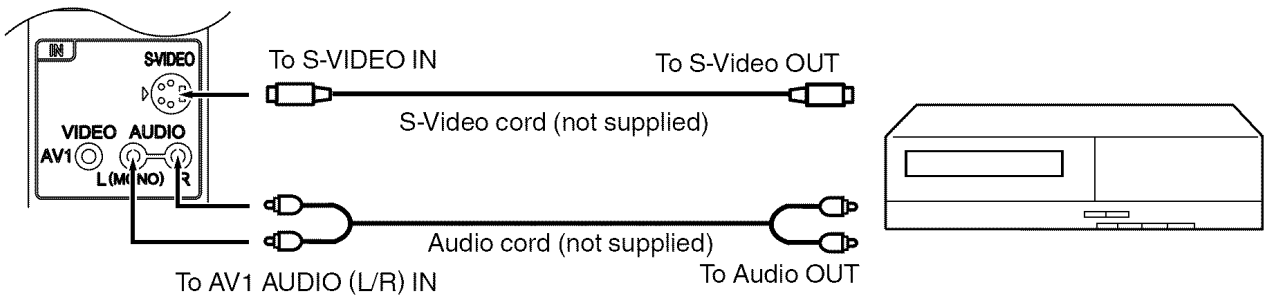 IN
S-VIDEO
To S-VIDEO IN
To S-Video OUT
S-Video cord (not supplied)
VIDEO AUDIO
AV1
L (MONO) R
Audio cord (not supplied)
To AV1 AUDIO (L/R) IN
To Audio OUT